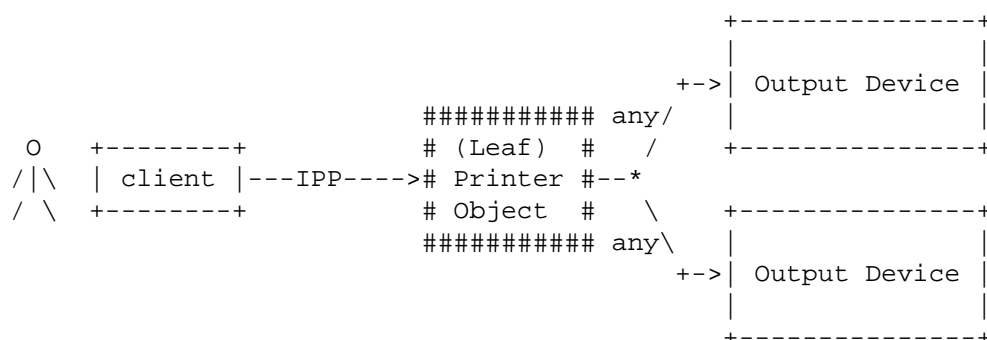 +---------------+
|               |
+->| Output Device |
########### any/ |               |
O +--------+ # (Leaf) # / +---------------+
/|\ | client |---IPP----># Printer #--*
/ \ +--------+ # Object # \ +---------------+
########### any\ |               |
+->| Output Device |
|               |
+---------------+